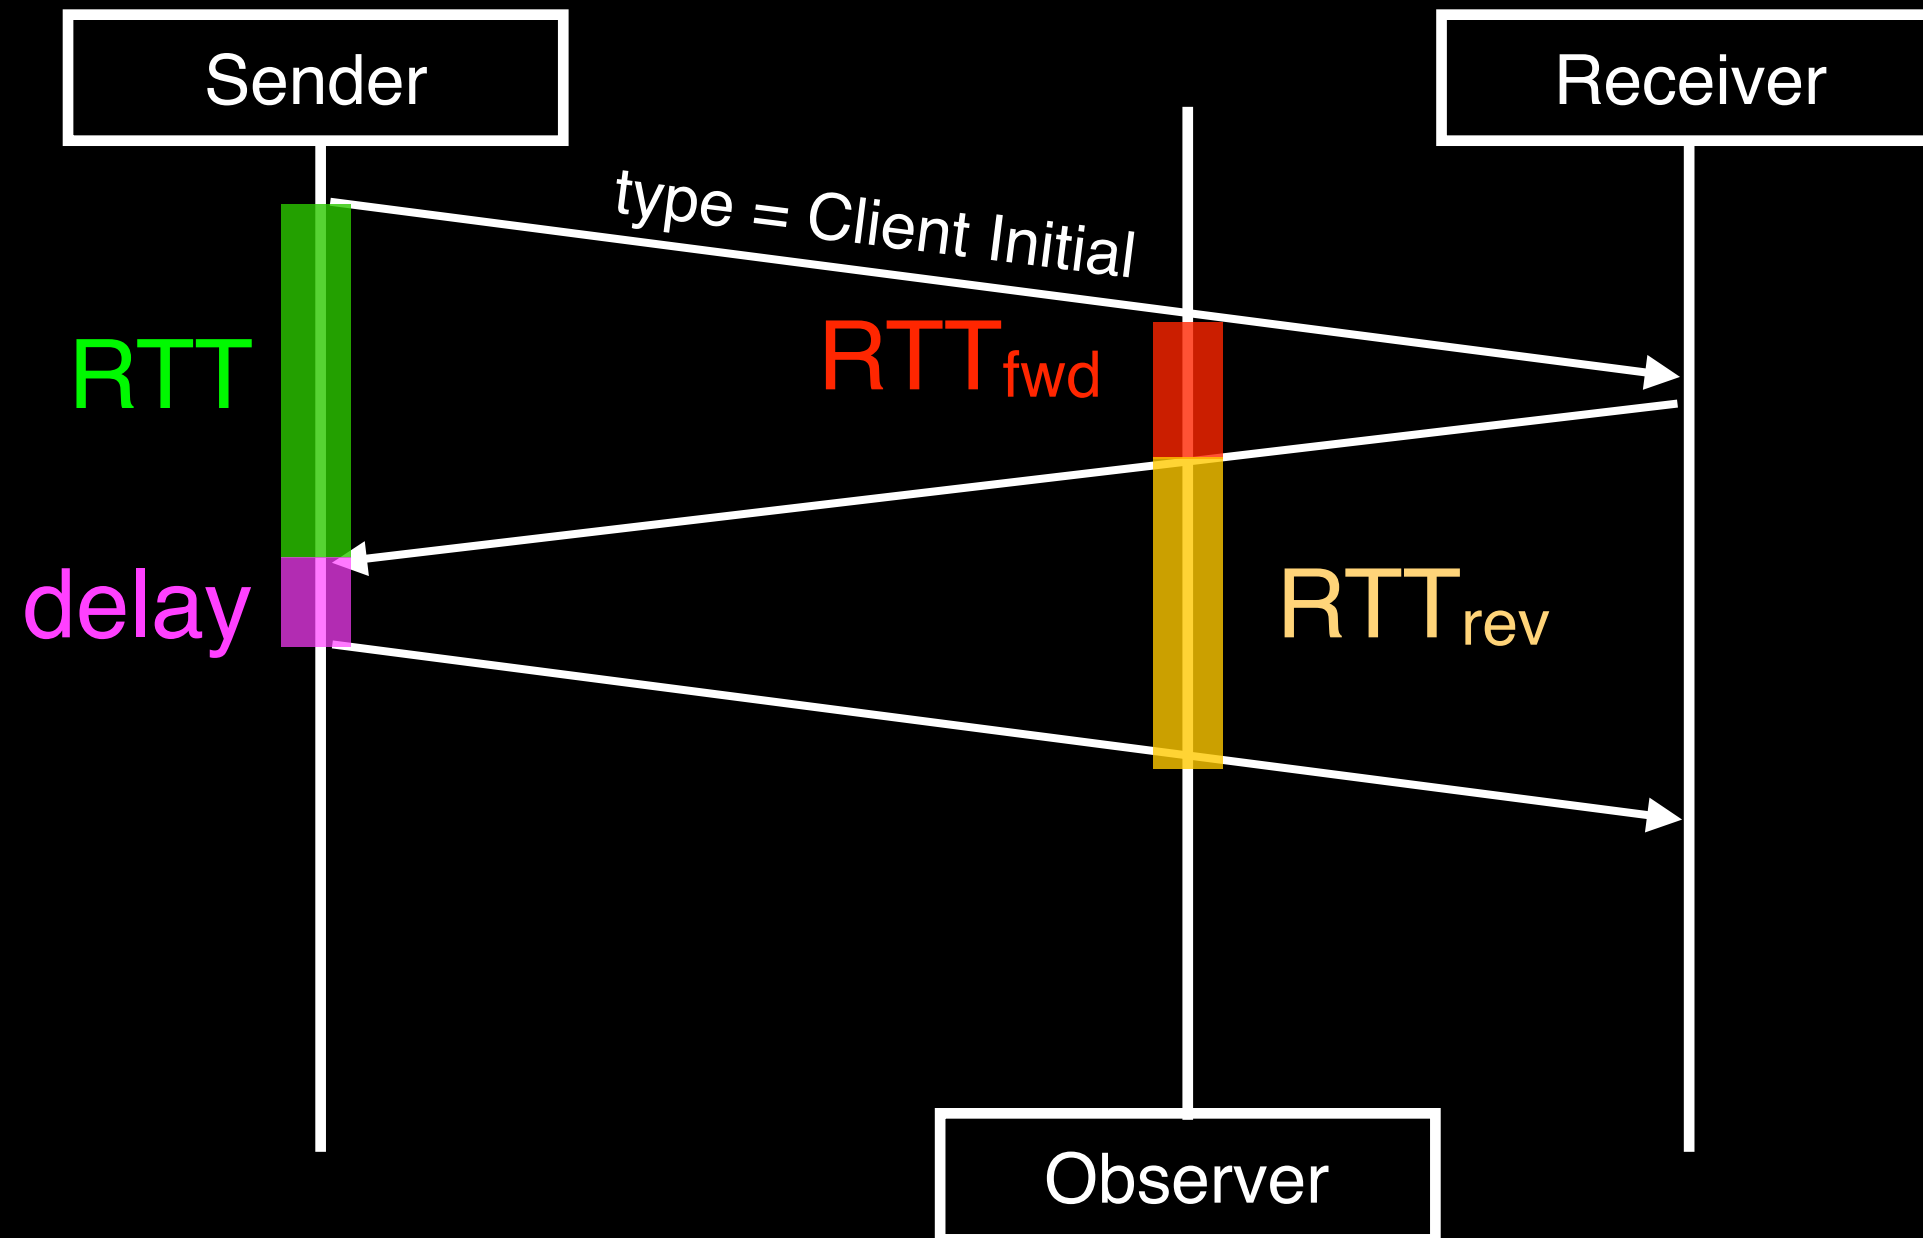 Sender
Receiver
type = Client Initial
RTT
RTTfwd
delay
RTTrev
Observer